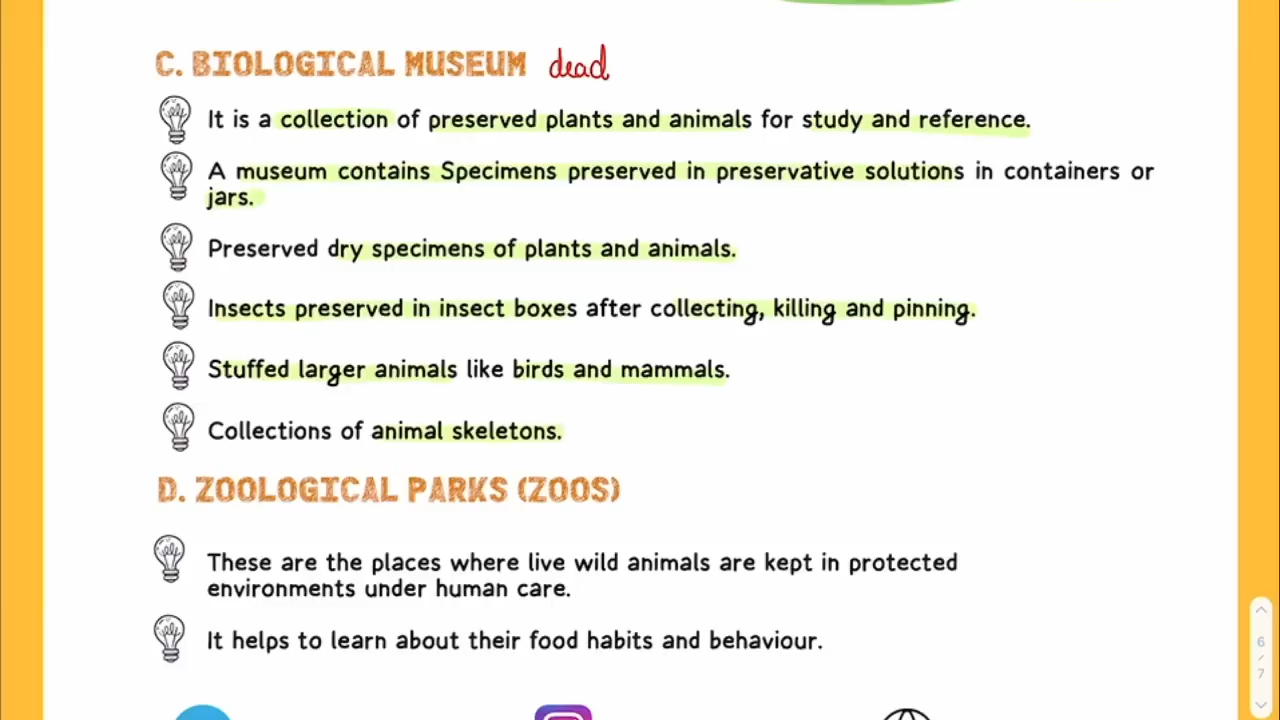 C. BIOLOGICAL MUSEUM dead
It is a collection of preserved plants and animals for study and reference.
A museum contains Specimens preserved in preservative solutions in containers or
jars.
Preserved dry specimens of plants and animals.
Insects preserved in insect boxes after collecting, killing and pinning.
Stuffed larger animals like birds and mammals.
Collections of animal skeletons.
D. ZOOLOGICAL PARKS (ZOOS)
These are the places where live wild animals are kept in protected
environments under human care.
It helps to learn about their food habits and behaviour.
6
/
7